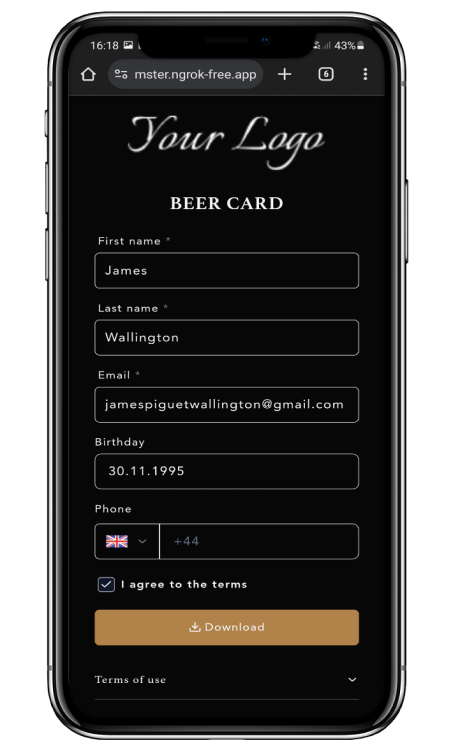 16:18
43%
mster.ngrok-free.app
6
Your Logo
BEER CARD
First name *
James
Last name *
Wallington
Email *
jamespiguetwallington@gmail.com
Birthday
30.11.1995
Phone
+44
I agree to the terms
Download
Terms of use